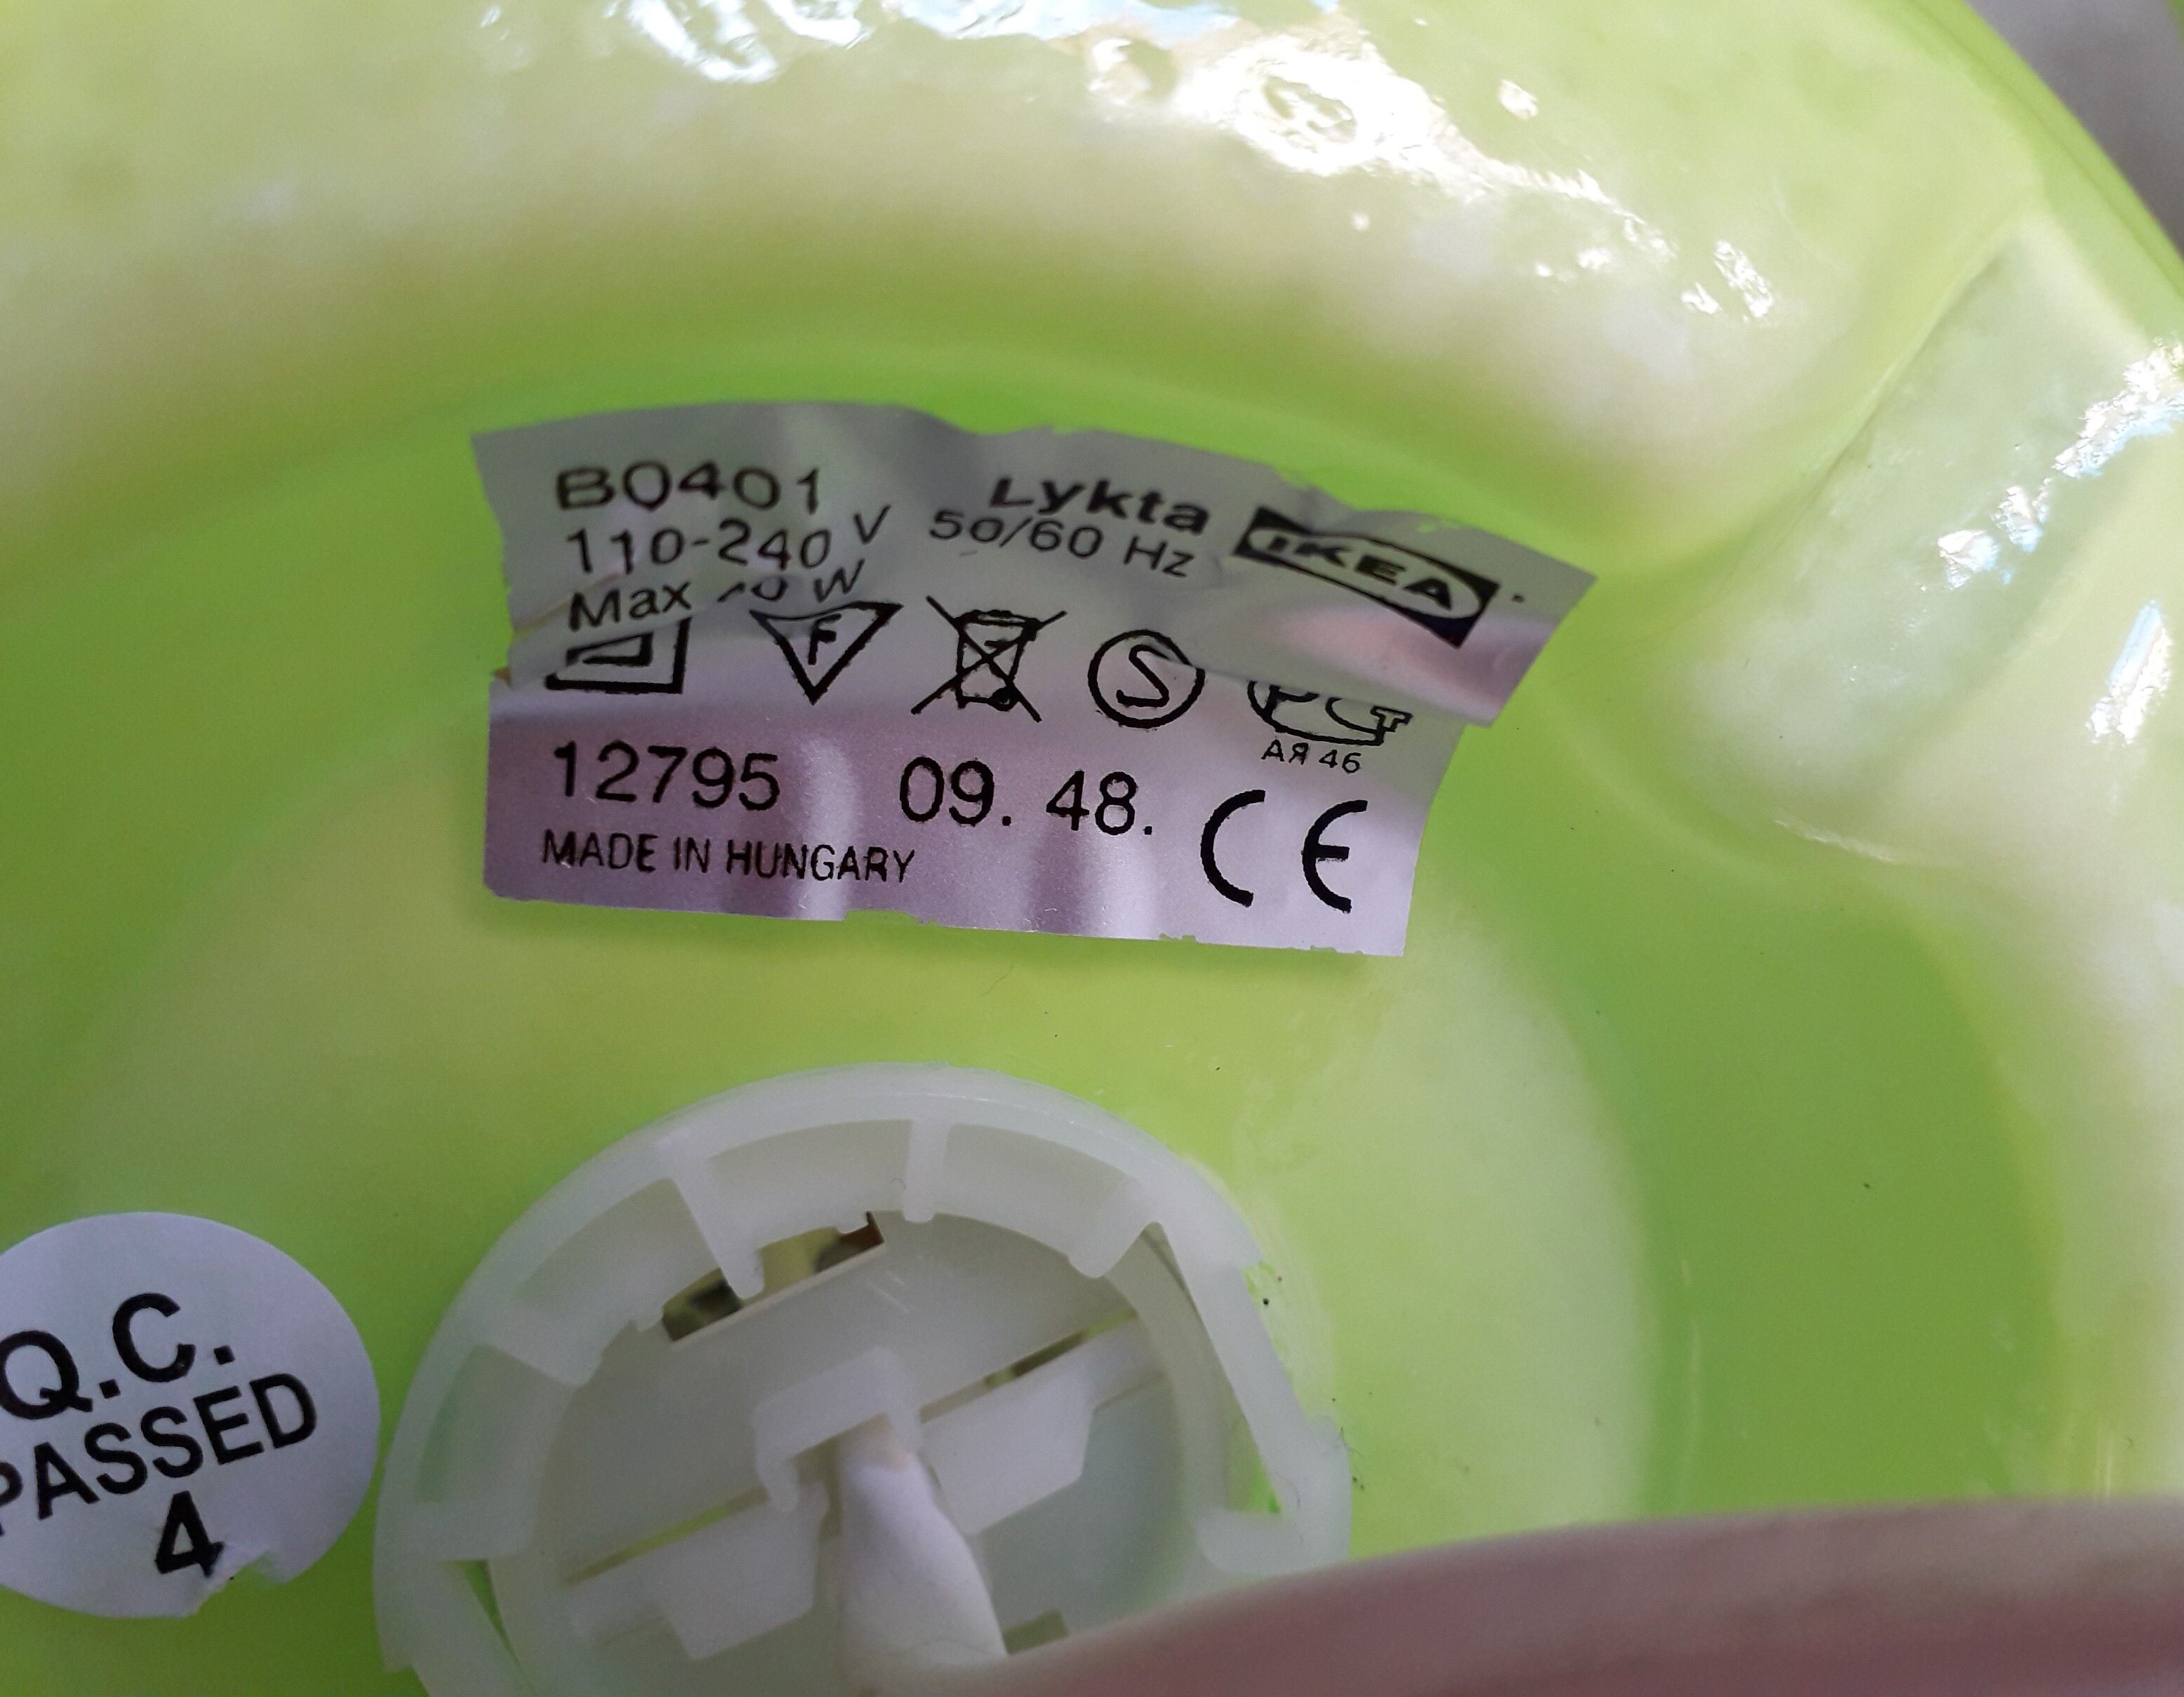 B0401 Lykta IKEA
110-240 V 50/60 Hz
Max W
F S
PCT
АЯ 46
12795 09. 48. CE
MADE IN HUNGARY
Q.C.
PASSED
4